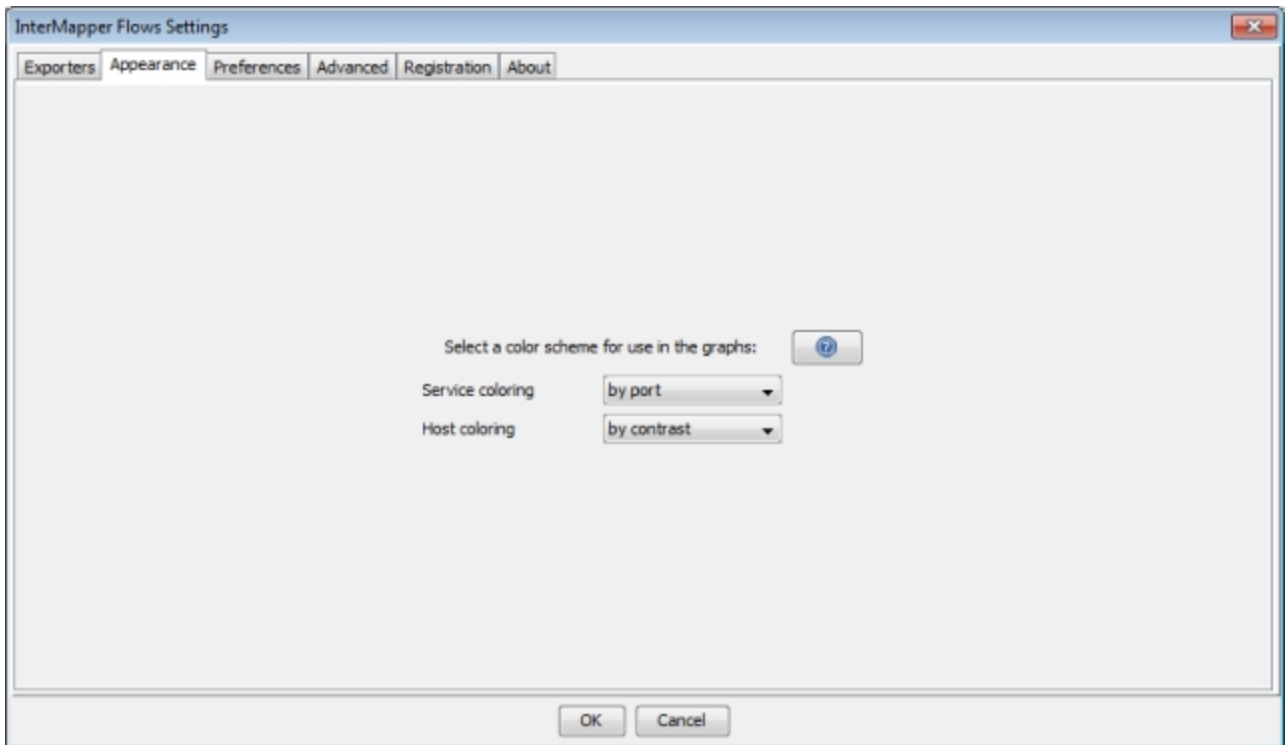 InterMapper Flows Settings
Exporters Appearance Preferences Advanced Registration About
Select a color scheme for use in the graphs:
Service coloring by port
Host coloring by contrast
OK Cancel